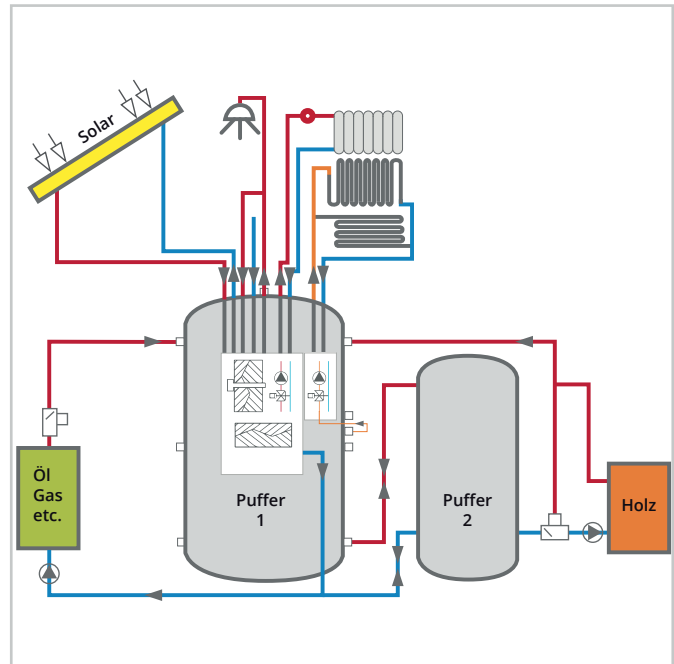 Solar
Öl
Gas
etc.
Puffer
1
Puffer
2
Holz